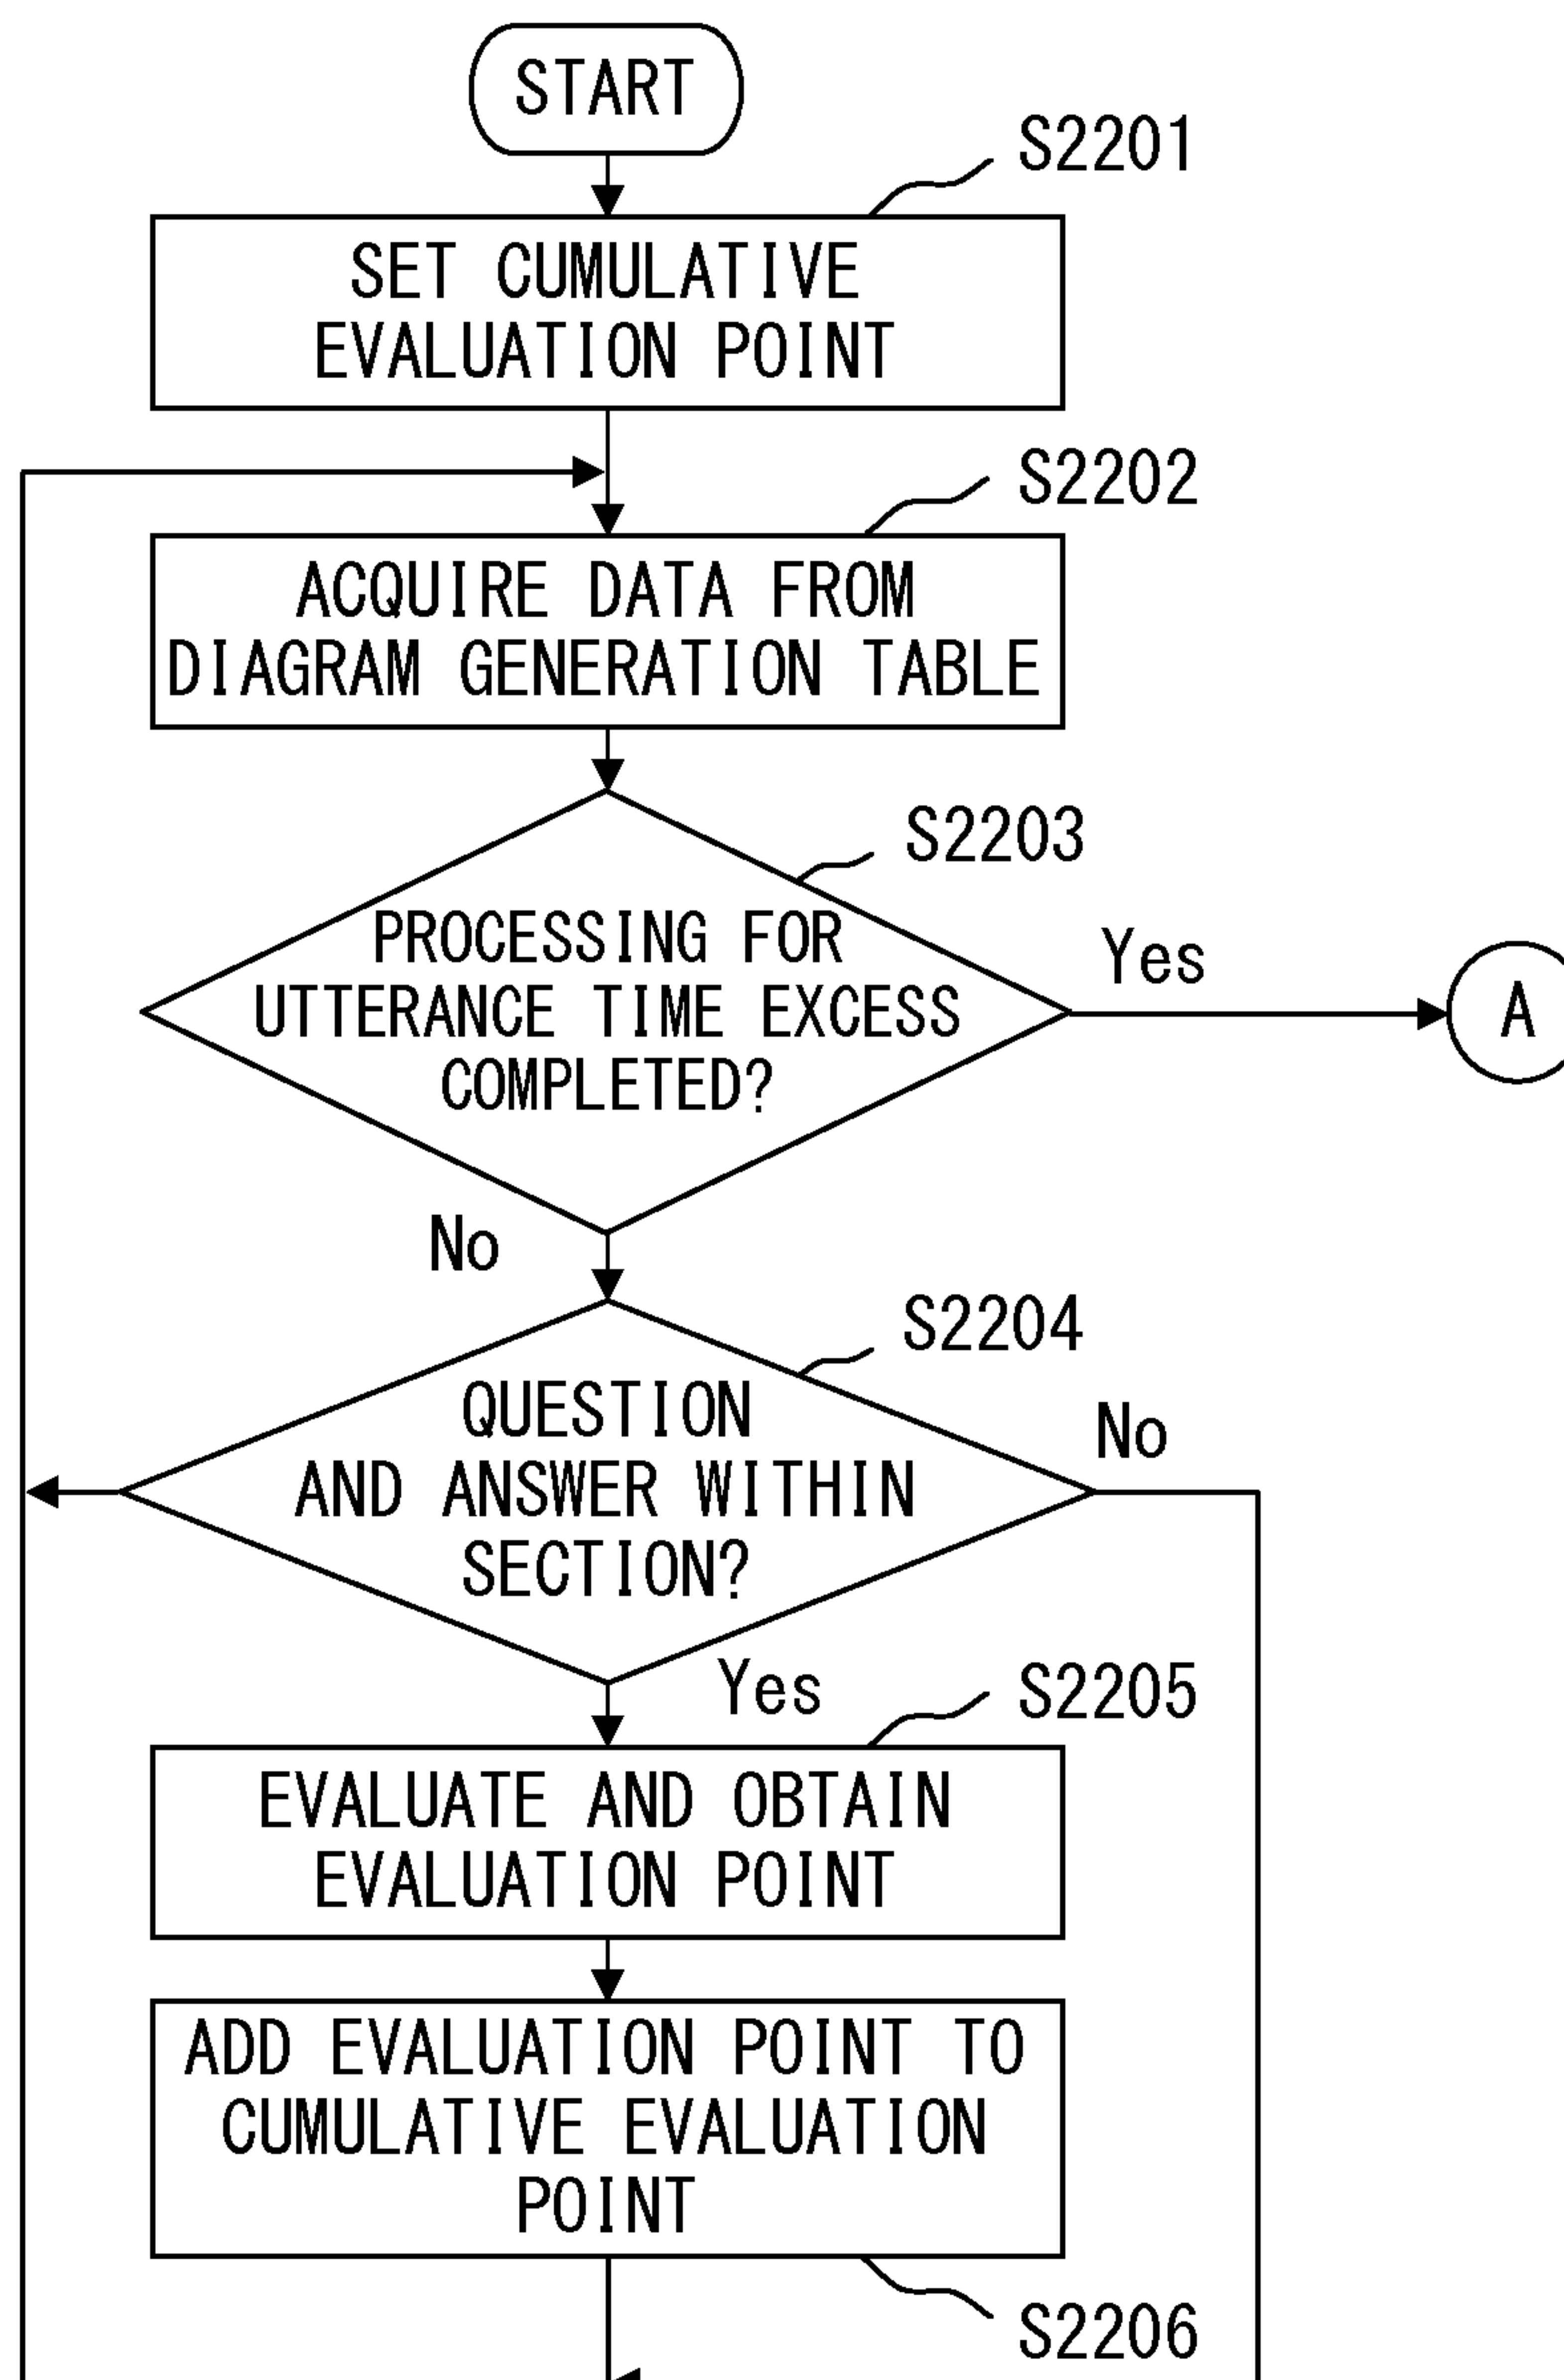 START
S2201
SET CUMULATIVE
EVALUATION POINT
S2202
ACQUIRE DATA FROM
DIAGRAM GENERATION TABLE
S2203
PROCESSING FOR
UTTERANCE TIME EXCESS
COMPLETED?
Yes
A
No
S2204
QUESTION
AND ANSWER WITHIN
SECTION?
No
Yes
S2205
EVALUATE AND OBTAIN
EVALUATION POINT
ADD EVALUATION POINT TO
CUMULATIVE EVALUATION
POINT
S2206